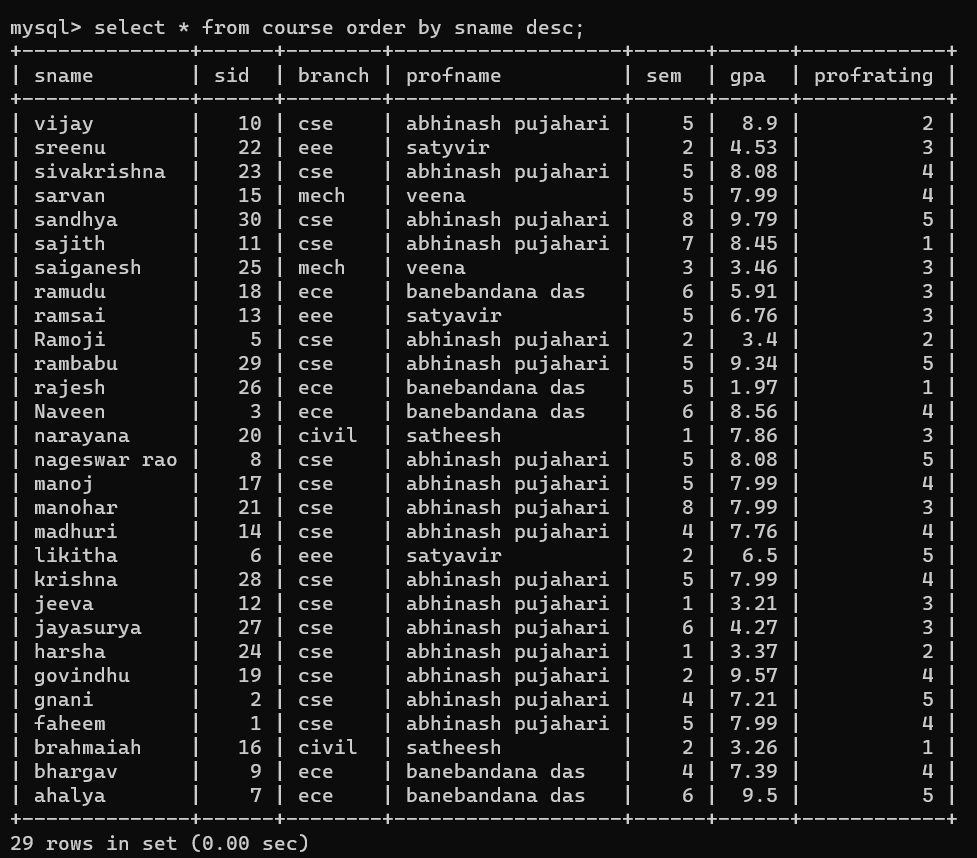 mysql> select * from course order by sname desc;
+--------------+------+--------+-------------------+------+------+------------+
| sname        | sid  | branch | profname          | sem  | gpa  | profrating |
+--------------+------+--------+-------------------+------+------+------------+
| vijay        |   10 | cse    | abhinash pujahari |    5 |  8.9 |          2 |
| sreenu       |   22 | eee    | satyvir           |    2 | 4.53 |          3 |
| sivakrishna  |   23 | cse    | abhinash pujahari |    5 | 8.08 |          4 |
| sarvan       |   15 | mech   | veena             |    5 | 7.99 |          4 |
| sandhya      |   30 | cse    | abhinash pujahari |    8 | 9.79 |          5 |
| sajith       |   11 | cse    | abhinash pujahari |    7 | 8.45 |          1 |
| saiganesh    |   25 | mech   | veena             |    3 | 3.46 |          3 |
| ramudu       |   18 | ece    | banebandana das   |    6 | 5.91 |          3 |
| ramsai       |   13 | eee    | satyavir          |    5 | 6.76 |          3 |
| Ramoji       |    5 | cse    | abhinash pujahari |    2 |  3.4 |          2 |
| rambabu      |   29 | cse    | abhinash pujahari |    5 | 9.34 |          5 |
| rajesh       |   26 | ece    | banebandana das   |    5 | 1.97 |          1 |
| Naveen       |    3 | ece    | banebandana das   |    6 | 8.56 |          4 |
| narayana     |   20 | civil  | satheesh          |    1 | 7.86 |          3 |
| nageswar rao |    8 | cse    | abhinash pujahari |    5 | 8.08 |          5 |
| manoj        |   17 | cse    | abhinash pujahari |    5 | 7.99 |          4 |
| manohar      |   21 | cse    | abhinash pujahari |    8 | 7.99 |          3 |
| madhuri      |   14 | cse    | abhinash pujahari |    4 | 7.76 |          4 |
| likitha      |    6 | eee    | satyavir          |    2 |  6.5 |          5 |
| krishna      |   28 | cse    | abhinash pujahari |    5 | 7.99 |          4 |
| jeeva        |   12 | cse    | abhinash pujahari |    1 | 3.21 |          3 |
| jayasurya    |   27 | cse    | abhinash pujahari |    6 | 4.27 |          3 |
| harsha       |   24 | cse    | abhinash pujahari |    1 | 3.37 |          2 |
| govindhu     |   19 | cse    | abhinash pujahari |    2 | 9.57 |          4 |
| gnani        |    2 | cse    | abhinash pujahari |    4 | 7.21 |          5 |
| faheem       |    1 | cse    | abhinash pujahari |    5 | 7.99 |          4 |
| brahmaiah    |   16 | civil  | satheesh          |    2 | 3.26 |          1 |
| bhargav      |    9 | ece    | banebandana das   |    4 | 7.39 |          4 |
| ahalya       |    7 | ece    | banebandana das   |    6 |  9.5 |          5 |
+--------------+------+--------+-------------------+------+------+------------+
29 rows in set (0.00 sec)